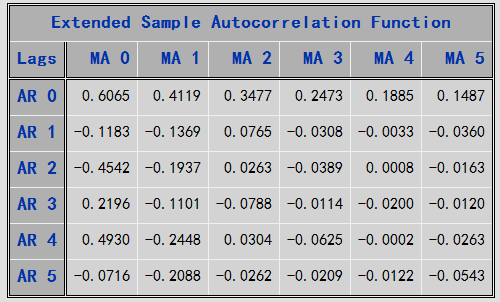 Extended Sample Autocorrelation Function
Lags MA 0 MA 1 MA 2 MA 3 MA 4 MA 5
AR 0 0.6065 0.4119 0.3477 0.2473 0.1885 0.1487
AR 1 -0.1183 -0.1369 0.0765 -0.0308 -0.0033 -0.0360
AR 2 -0.4542 -0.1937 0.0263 -0.0389 0.0008 -0.0163
AR 3 0.2196 -0.1101 -0.0788 -0.0114 -0.0200 -0.0120
AR 4 0.4930 -0.2448 0.0304 -0.0625 -0.0002 -0.0263
AR 5 -0.0716 -0.2088 -0.0262 -0.0209 -0.0122 -0.0543